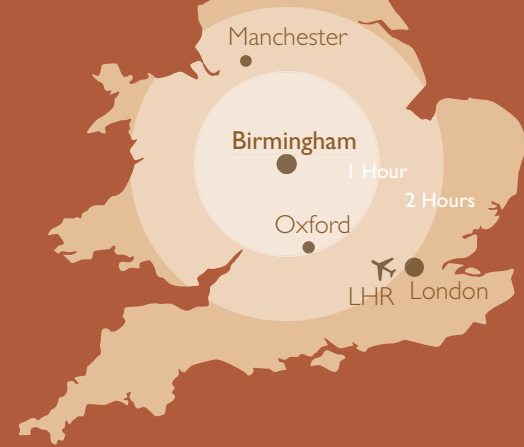 Manchester
Birmingham
1 Hour
2 Hours
Oxford
LHR
London